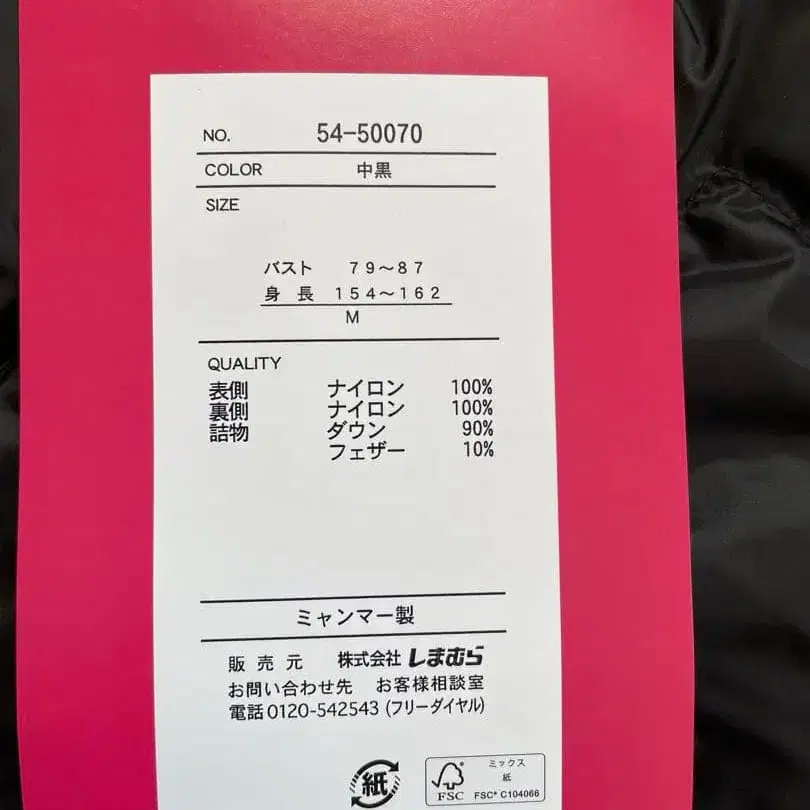 NO. 54-50070
COLOR 中黒
SIZE
バスト 79～87
身長 154～162
M
QUALITY
表側 ナイロン 100%
裏側 ナイロン 100%
詰物 ダウン 90%
フェザー 10%
ミャンマー製
販売元 株式会社しまむら
お問い合わせ先 お客様相談室
電話0120-542543 (フリーダイヤル)
紙
FSC
ミックス
紙
FSC® C104066